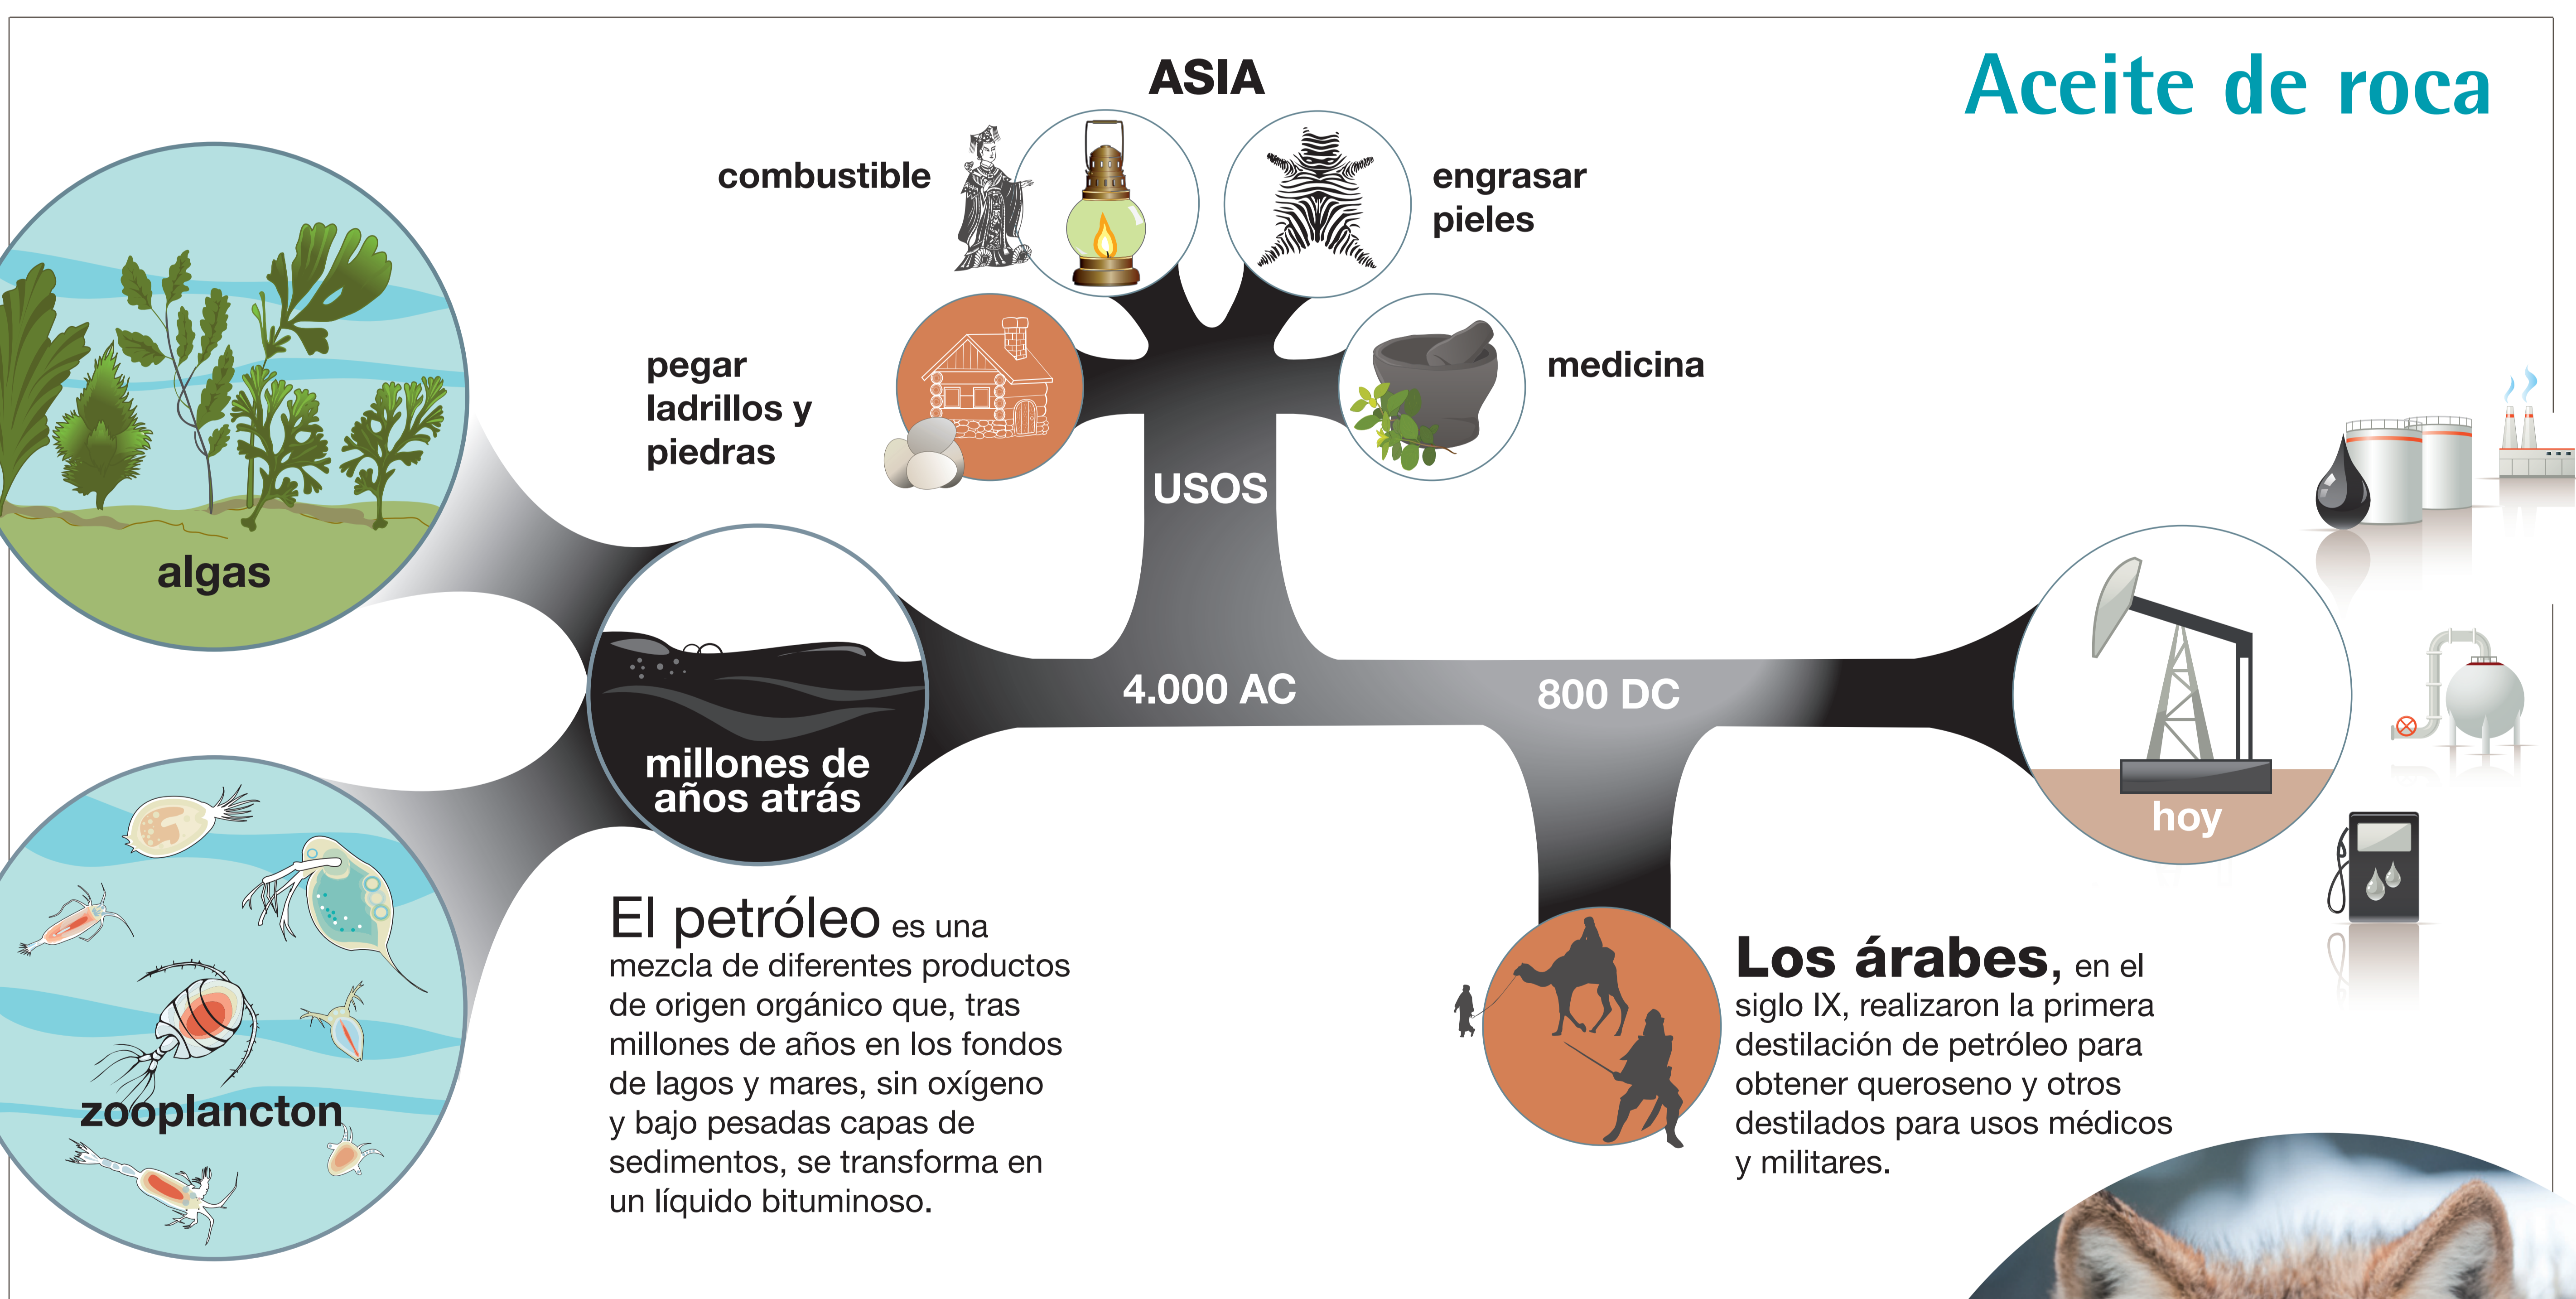 Aceite de roca
ASIA
combustible
engrasar
pieles
pegar
ladrillos y
piedras
medicina
USOS
algas
millones de
años atrás
4.000 AC
800 DC
hoy
zooplancton
El petróleo es una
mezcla de diferentes productos
de origen orgánico que, tras
millones de años en los fondos
de lagos y mares, sin oxígeno
y bajo pesadas capas de
sedimentos, se transforma en
un líquido bituminoso.
Los árabes, en el
siglo IX, realizaron la primera
destilación de petróleo para
obtener queroseno y otros
destilados para usos médicos
y militares.